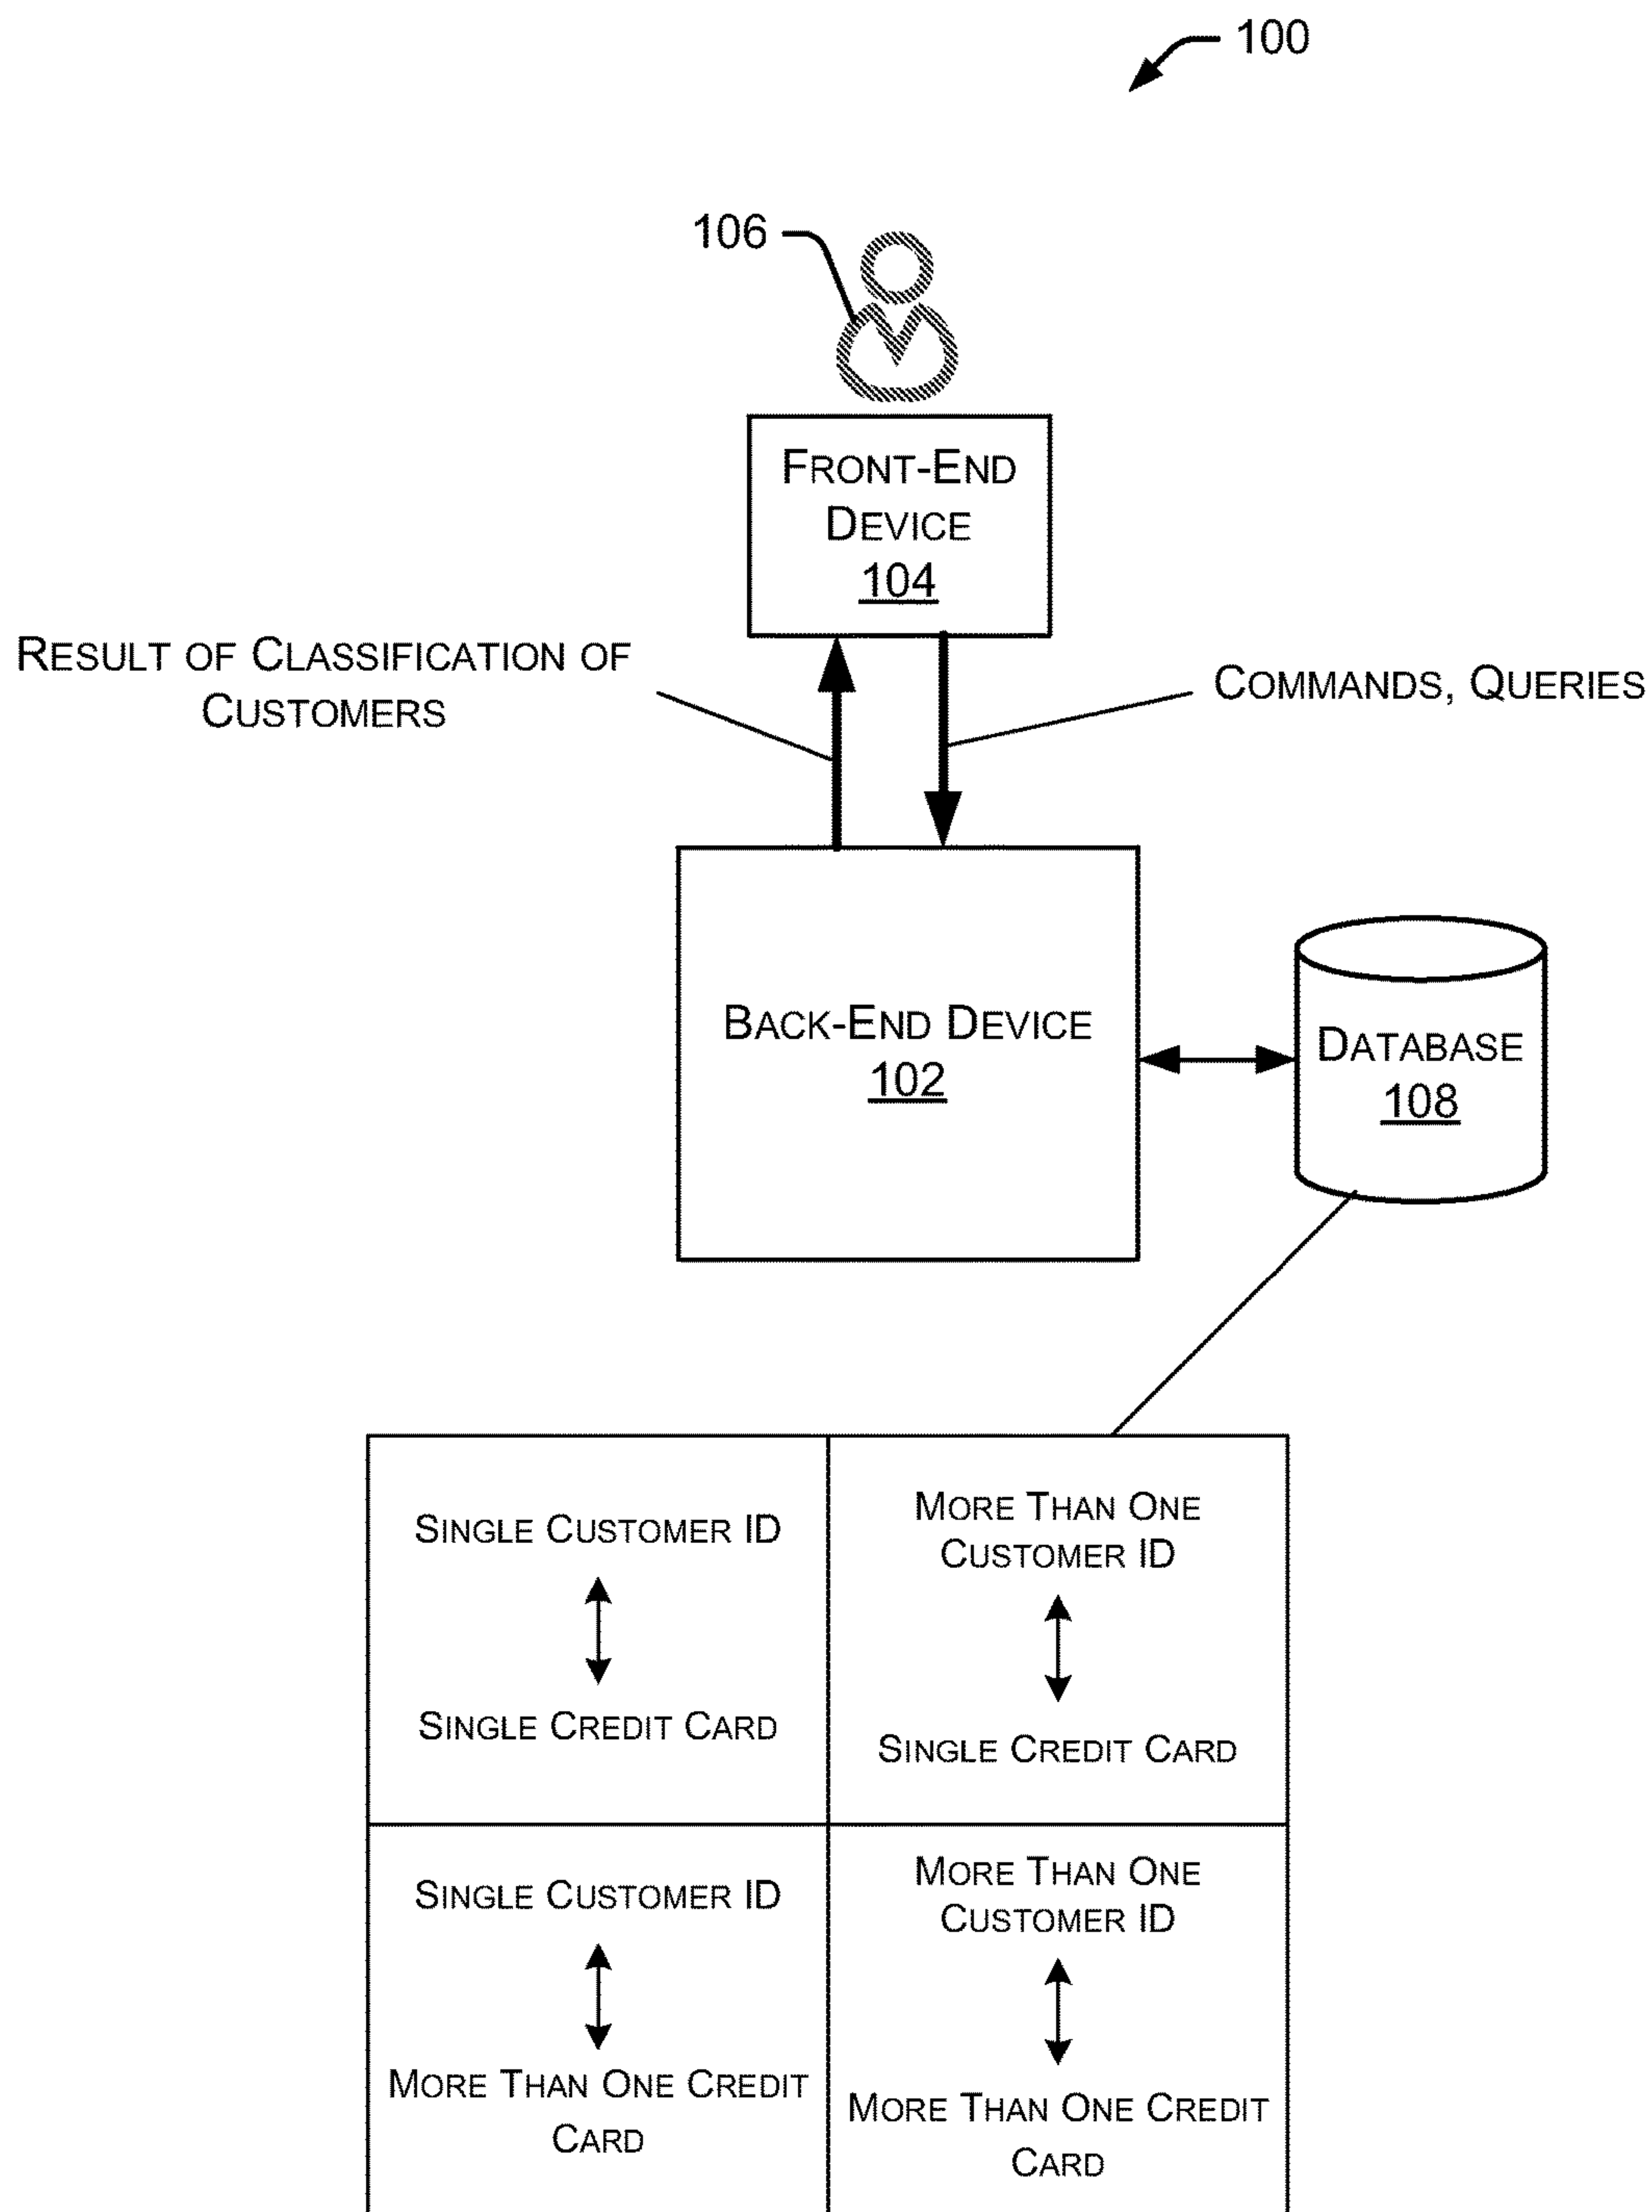 100
106
FRONT-END
DEVICE
104
RESULT OF CLASSIFICATION OF
CUSTOMERS
COMMANDS, QUERIES
BACK-END DEVICE
102
DATABASE
108
SINGLE CUSTOMER ID
SINGLE CREDIT CARD
MORE THAN ONE
CUSTOMER ID
SINGLE CREDIT CARD
SINGLE CUSTOMER ID
MORE THAN ONE CREDIT
CARD
MORE THAN ONE
CUSTOMER ID
MORE THAN ONE CREDIT
CARD